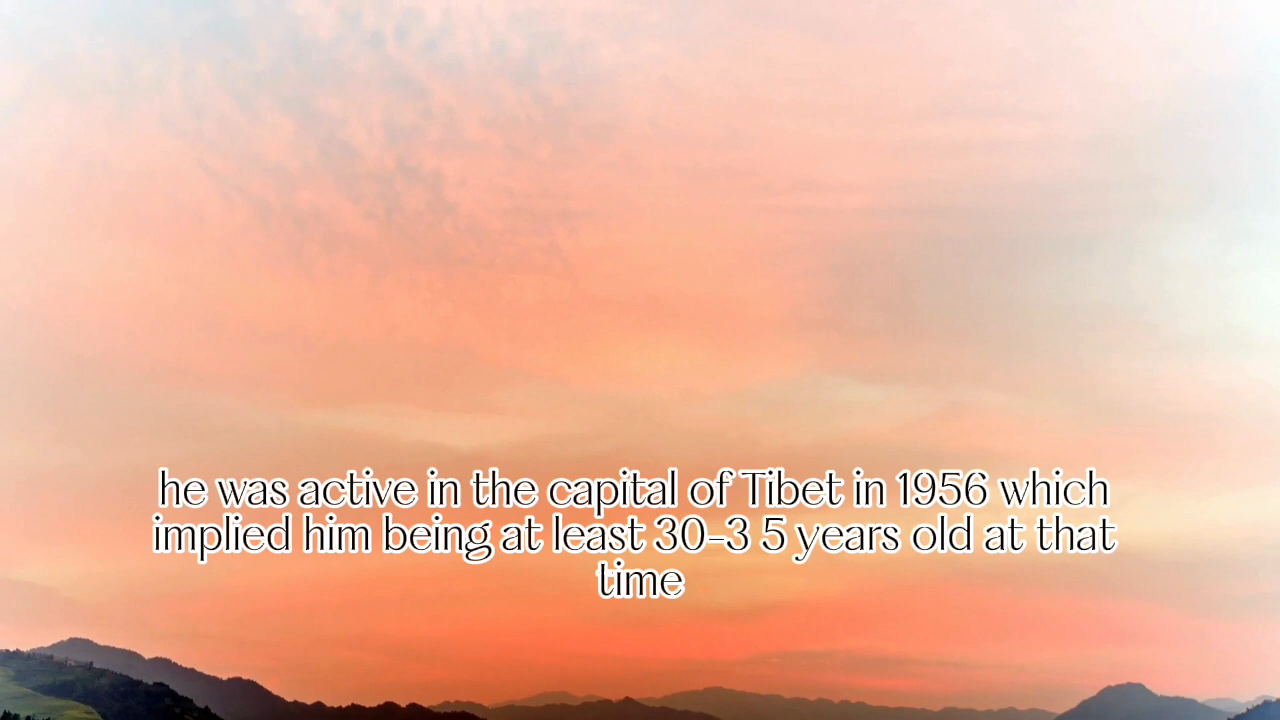 he was active in the capital of Tibet in 1956 which
implied him being at least 30-3 5 years old at that
time